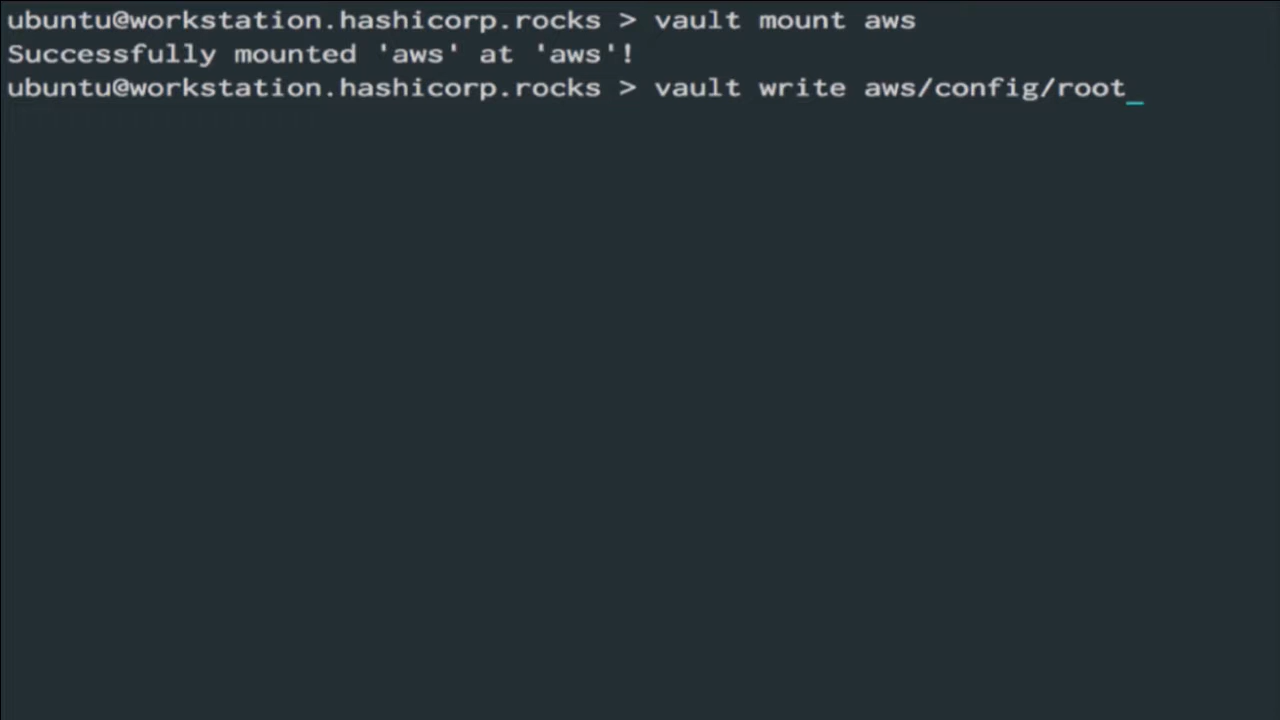 ubuntu@workstation.hashicorp.rocks > vault mount aws
Successfully mounted 'aws' at 'aws'!
ubuntu@workstation.hashicorp.rocks > vault write aws/config/root_